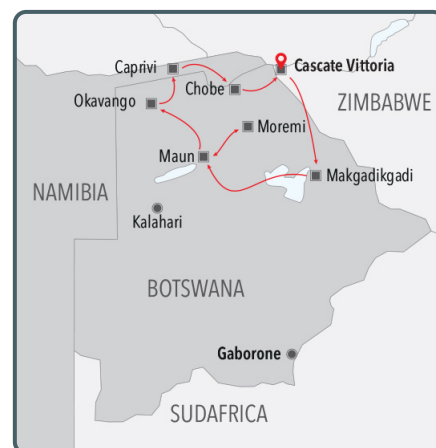 Caprivi
Cascate Vittoria
Chobe
Okavango
ZIMBABWE
Moremi
Maun
Makgadikgadi
NAMIBIA
Kalahari
BOTSWANA
Gaborone
SUDAFRICA